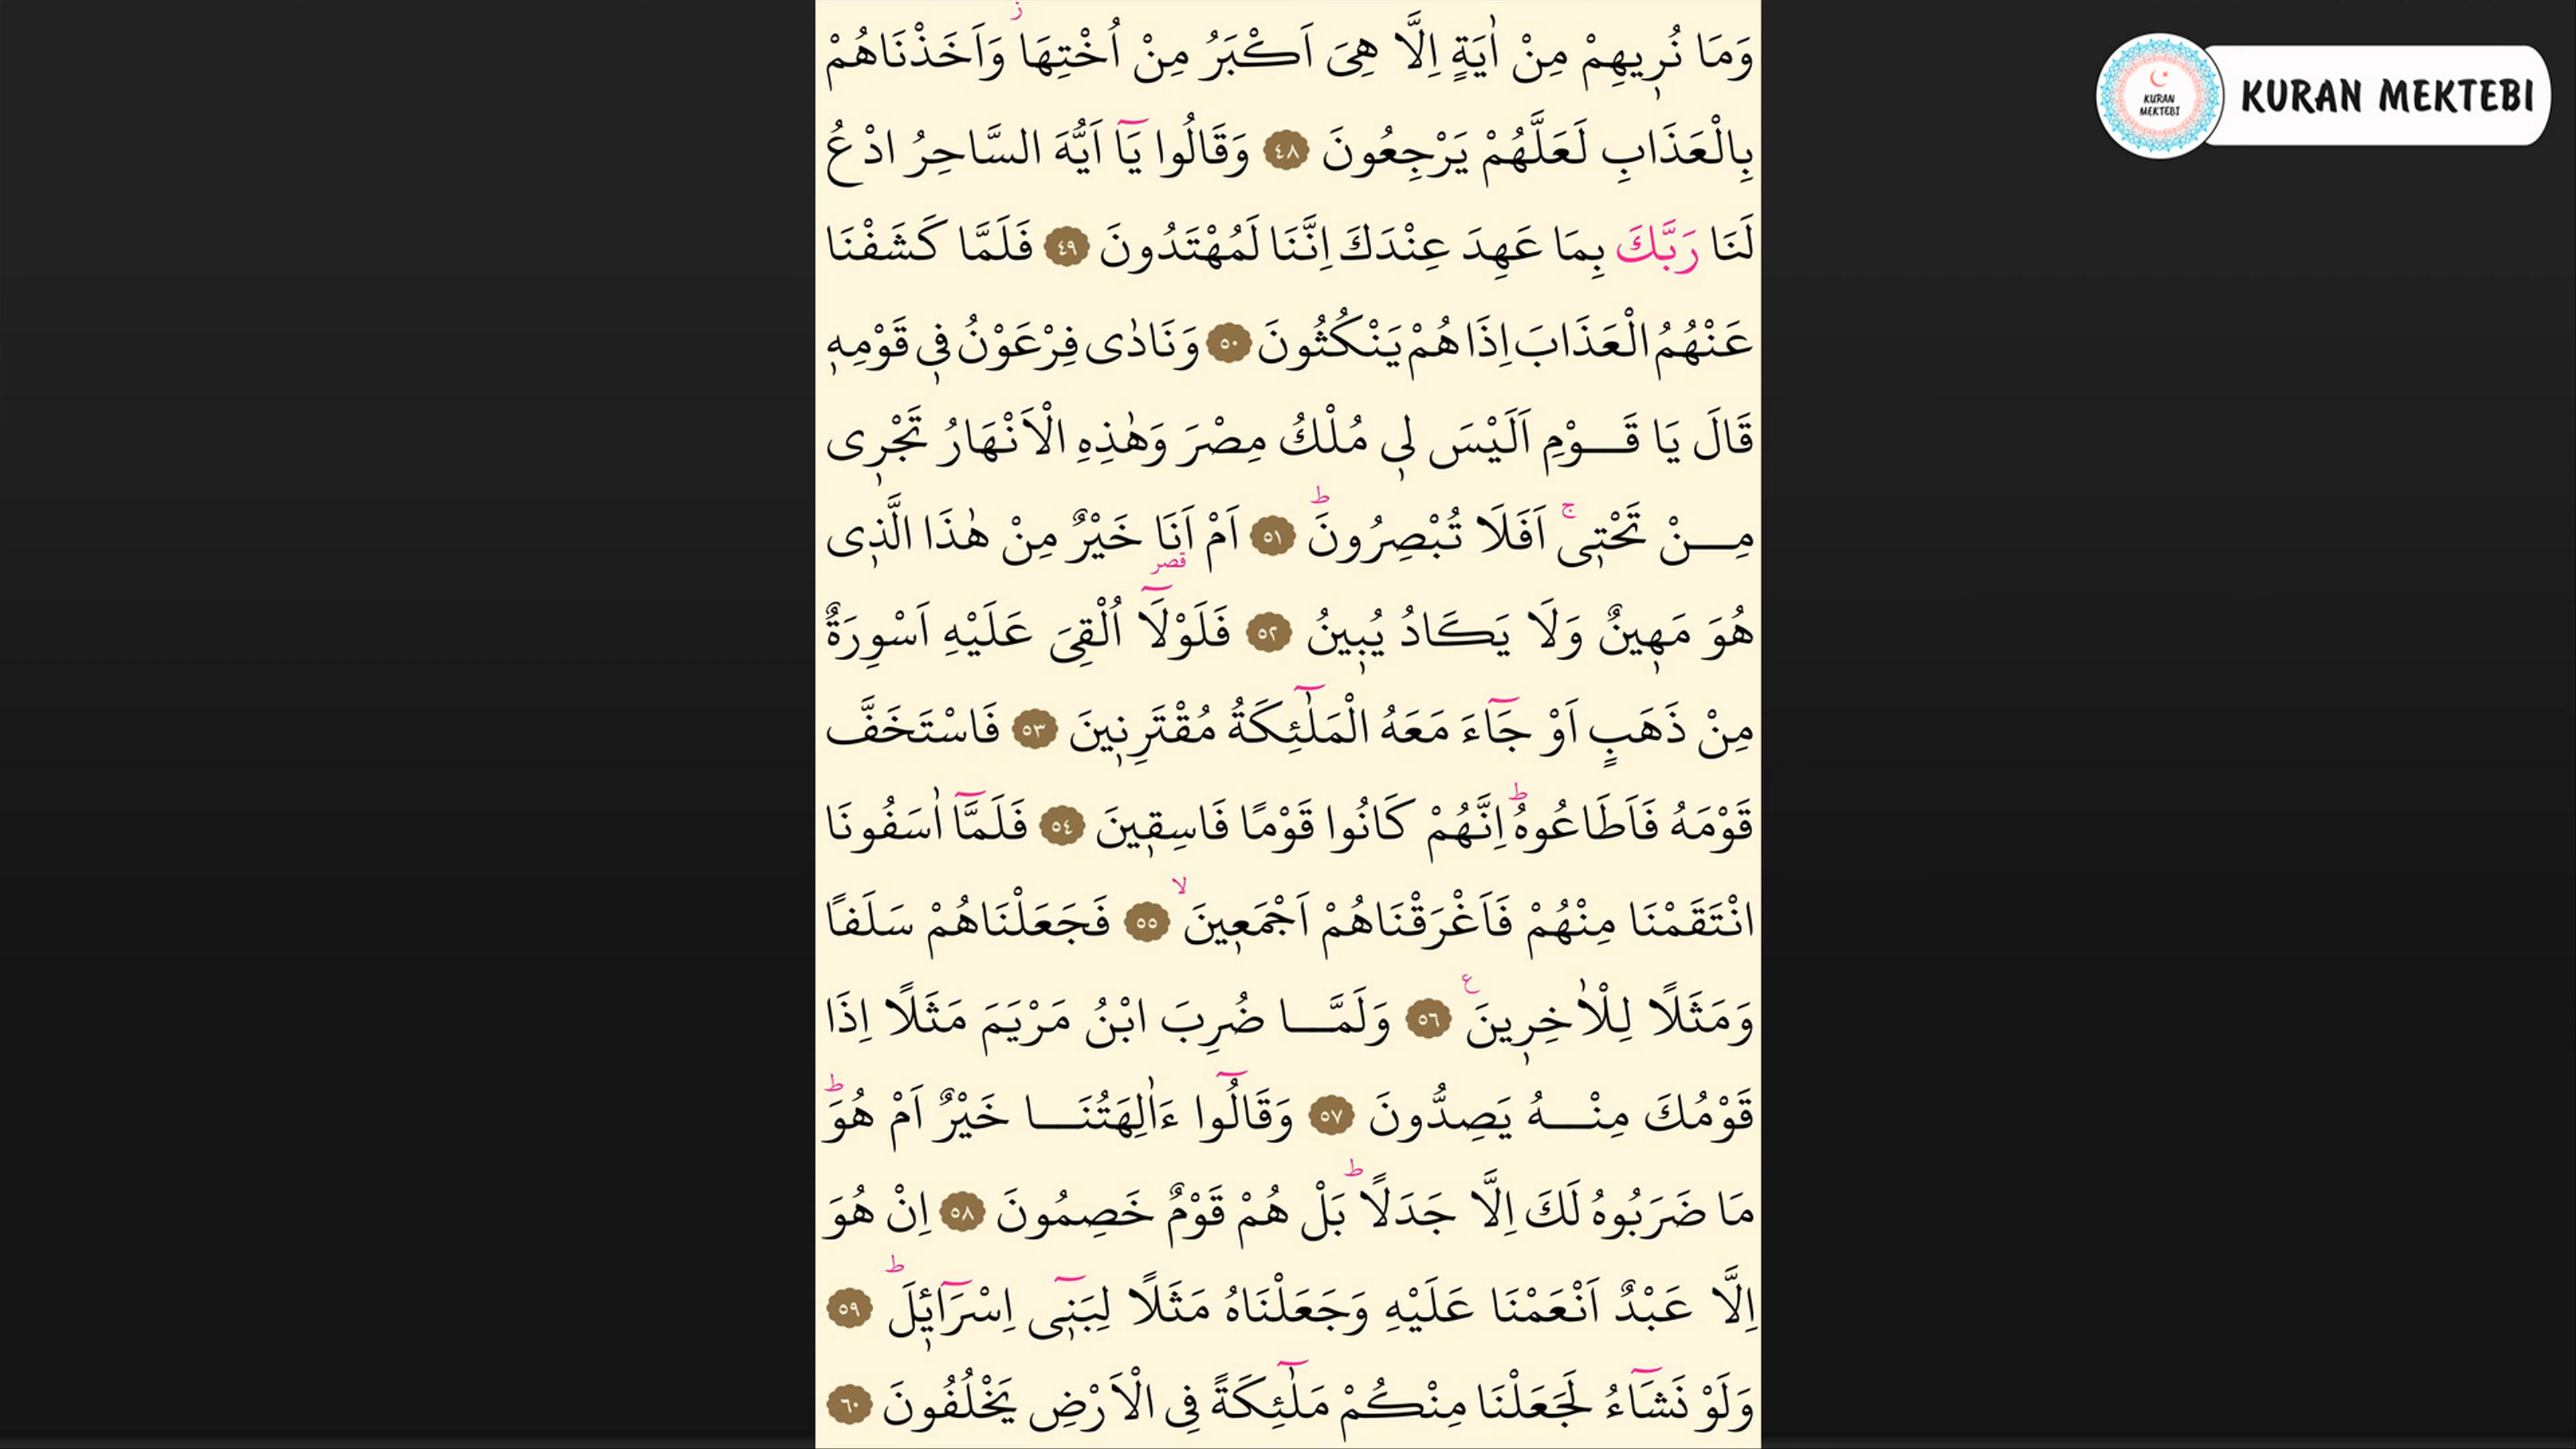 وَمَا نُرٖيهِمْ مِنْ اٰيَةٍ اِلَّا هِىَ اَكْبَرُ مِنْ اُخْتِهَاۘ وَاَخَذْنَاهُمْ
بِالْعَذَابِ لَعَلَّهُمْ يَرْجِعُونَ ٤٨ وَقَالُوا يَٓا اَيُّهَ السَّاحِرُ ادْعُ
لَنَا رَبَّكَ بِمَا عَهِدَ عِنْدَكَ اِنَّنَا لَمُهْتَدُونَ ٤٩ فَلَمَّا كَشَفْنَا
عَنْهُمُ الْعَذَابَ اِذَا هُمْ يَنْكُثُونَ ٥٠ وَنَادٰى فِرْعَوْنُ فٖى قَوْمِهٖ
قَالَ يَا قَوْمِ اَلَيْسَ لٖى مُلْكُ مِصْرَ وَهٰذِهِ الْاَنْهَارُ تَجْرٖى
مِنْ تَحْتٖىۚ اَفَلَا تُبْصِرُونَؕ ٥١ اَمْ اَنَا خَيْرٌ مِنْ هٰذَا الَّذٖى
قصر
هُوَ مَهٖينٌ وَلَا يَكَادُ يُبٖينُ ٥٢ فَلَوْلَٓا اُلْقِىَ عَلَيْهِ اَسْوِرَةٌ
مِنْ ذَهَبٍ اَوْ جَٓاءَ مَعَهُ الْمَلٰٓئِكَةُ مُقْتَرِنٖينَ ٥٣ فَاسْتَخَفَّ
قَوْمَهُ فَاَطَاعُوهُؕ اِنَّهُمْ كَانُوا قَوْمًا فَاسِقٖينَ ٥٤ فَلَمَّٓا اٰسَفُونَا
انْتَقَمْنَا مِنْهُمْ فَاَغْرَقْنَاهُمْ اَجْمَعٖينَۙ ٥٥ فَجَعَلْنَاهُمْ سَلَفًا
وَمَثَلًا لِلْاٰخِرٖينَ ع ٥٦ وَلَمَّا ضُرِبَ ابْنُ مَرْيَمَ مَثَلًا اِذَا
قَوْمُكَ مِنْهُ يَصِدُّونَ ٥٧ وَقَالُٓوا ءَاٰلِهَتُنَا خَيْرٌ اَمْ هُوَؕ
مَا ضَرَبُوهُ لَكَ اِلَّا جَدَلًاؕ بَلْ هُمْ قَوْمٌ خَصِمُونَ ٥٨ اِنْ هُوَ
اِلَّا عَبْدٌ اَنْعَمْنَا عَلَيْهِ وَجَعَلْنَاهُ مَثَلًا لِبَنٖٓى اِسْرَٓائٖلَؕ ٥٩
وَلَوْ نَشَٓاءُ لَجَعَلْنَا مِنْكُمْ مَلٰٓئِكَةً فِى الْاَرْضِ يَخْلُفُونَ ٦٠
KURAN
MEKTEBI
KURAN MEKTEBI